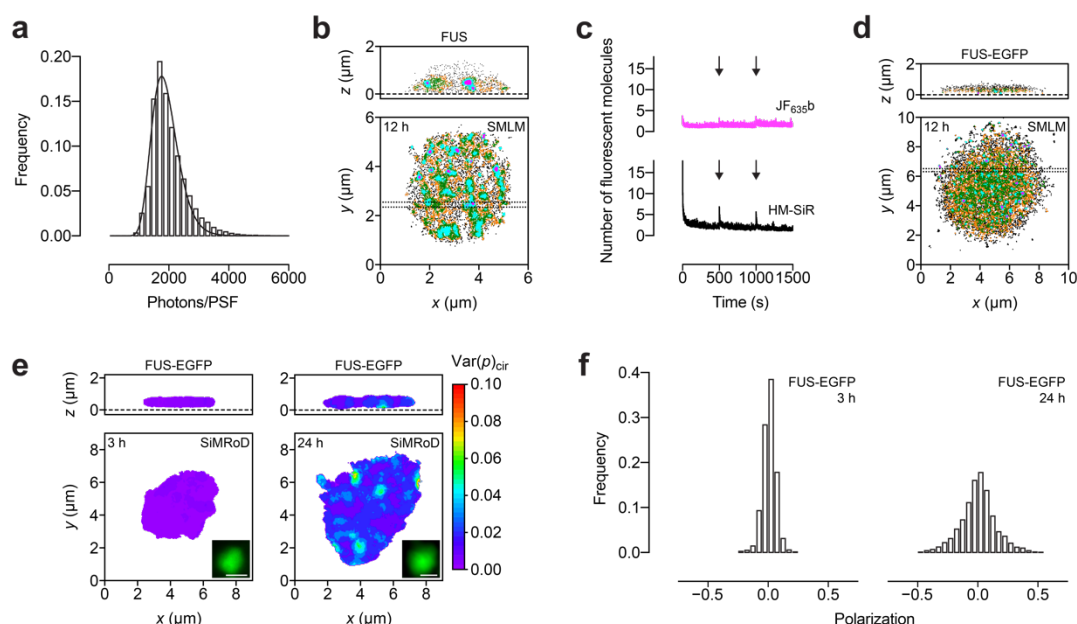 a
0.20
0.15
0.10
0.05
0.00
Frequency
0 2000 4000 6000
Photons/PSF
b
FUS
2
0
z (µm)
12 h SMLM
6
4
2
0
y (µm)
0 2 4 6
x (µm)
c
Number of fluorescent molecules
15
10
5
0
JF635b
15
10
5
0
HM-SiR
0 500 1000 1500
Time (s)
d
FUS-EGFP
2
0
z (µm)
12 h SMLM
10
8
6
4
2
0
y (µm)
0 2 4 6 8 10
x (µm)
e
FUS-EGFP FUS-EGFP
2
0
z (µm)
3 h SiMRoD
24 h SiMRoD
8
6
4
2
0
y (µm)
0 2 4 6 8
x (µm)
0 2 4 6 8
x (µm)
Var(p)cir
0.10
0.08
0.06
0.04
0.02
0.00
f
0.4
0.3
0.2
0.1
0.0
Frequency
FUS-EGFP
3 h
FUS-EGFP
24 h
−0.5 0.0 0.5
−0.5 0.0 0.5
Polarization